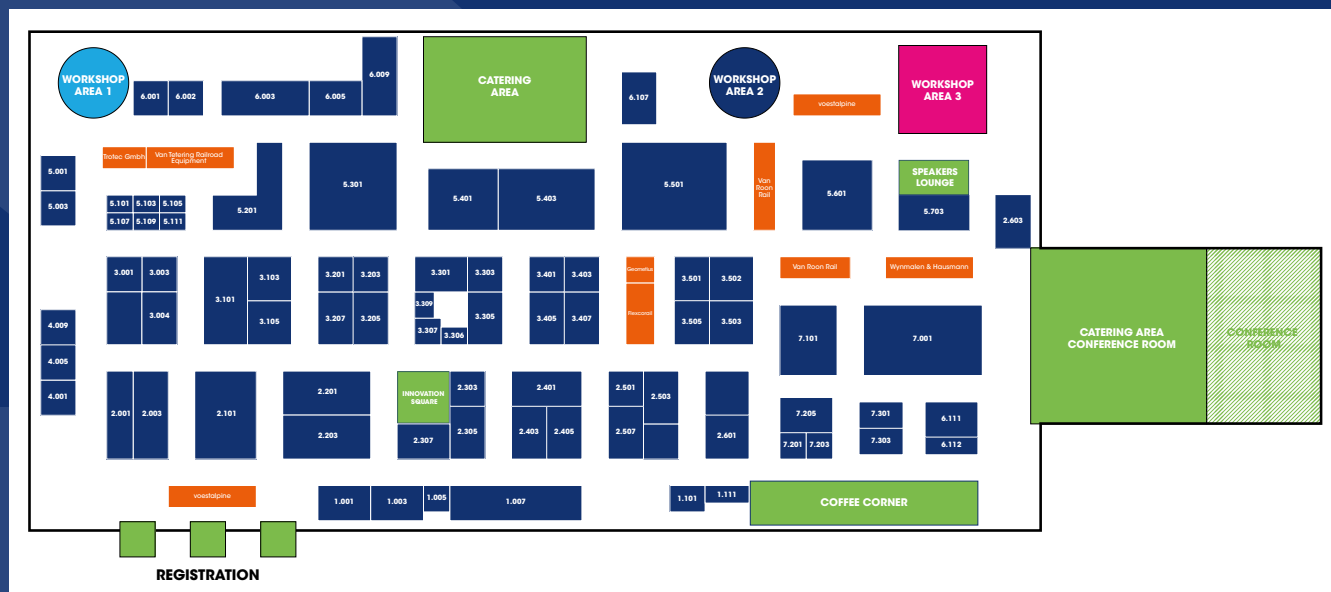 WORKSHOP
AREA 1
6.001
6.002
6.003
6.005
6.009
CATERING
AREA
6.107
WORKSHOP
AREA 2
voestalpine
WORKSHOP
AREA 3
5.001
5.003
Trotec Gmbh
Van Tetering Railroad
Equipment
5.101
5.103
5.105
5.107
5.109
5.111
5.201
5.301
5.401
5.403
5.501
Van
Roon
Rail
5.601
SPEAKERS
LOUNGE
5.703
2.603
3.001
3.003
3.004
3.101
3.103
3.105
3.201
3.203
3.207
3.205
3.301
3.303
3.309
3.307
3.306
3.305
3.401
3.403
3.405
3.407
Geometius
Flexcorail
3.501
3.502
3.505
3.503
Van Roon Rail
Wynmalen & Hausmann
7.101
7.001
CATERING AREA
CONFERENCE ROOM
CONFERENCE
ROOM
4.009
4.005
4.001
2.001
2.003
2.101
2.201
2.203
INNOVATION
SQUARE
2.303
2.307
2.305
2.401
2.403
2.405
2.501
2.503
2.507
2.601
7.205
7.201
7.203
7.301
7.303
6.111
6.112
voestalpine
1.001
1.003
1.005
1.007
1.101
1.111
COFFEE CORNER
REGISTRATION